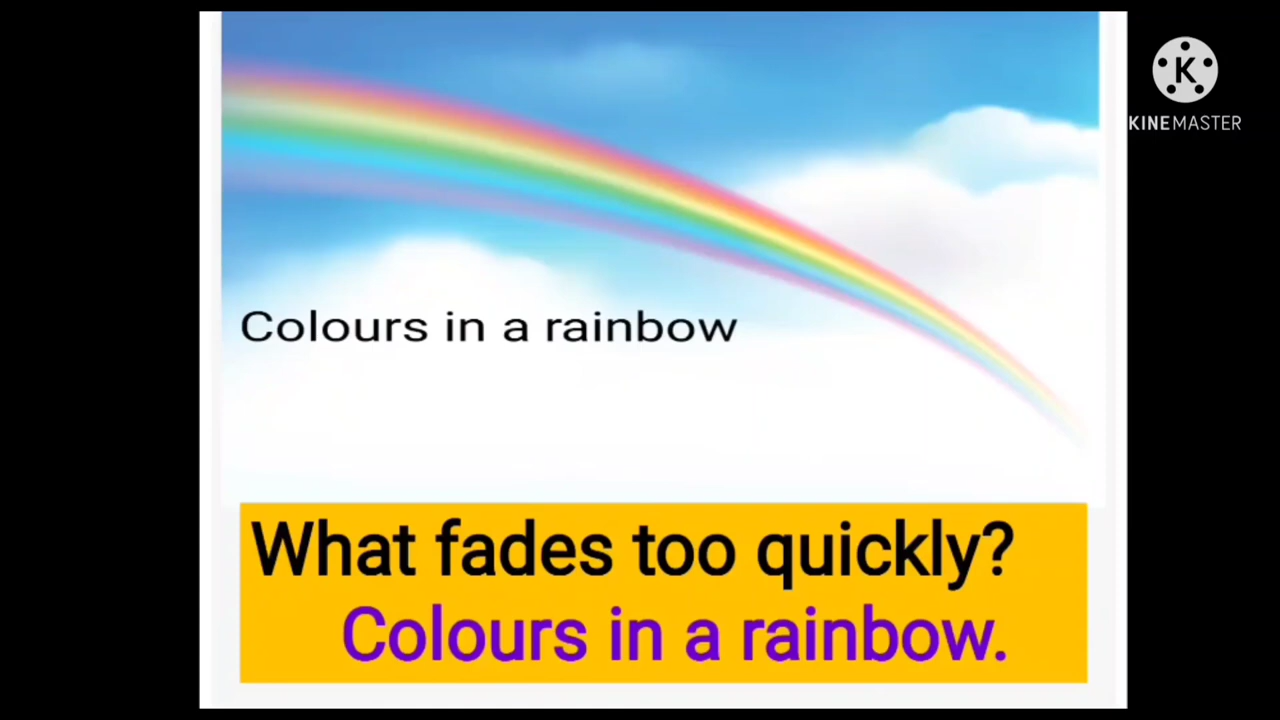 K
KINEMASTER
Colours in a rainbow
What fades too quickly?
Colours in a rainbow.